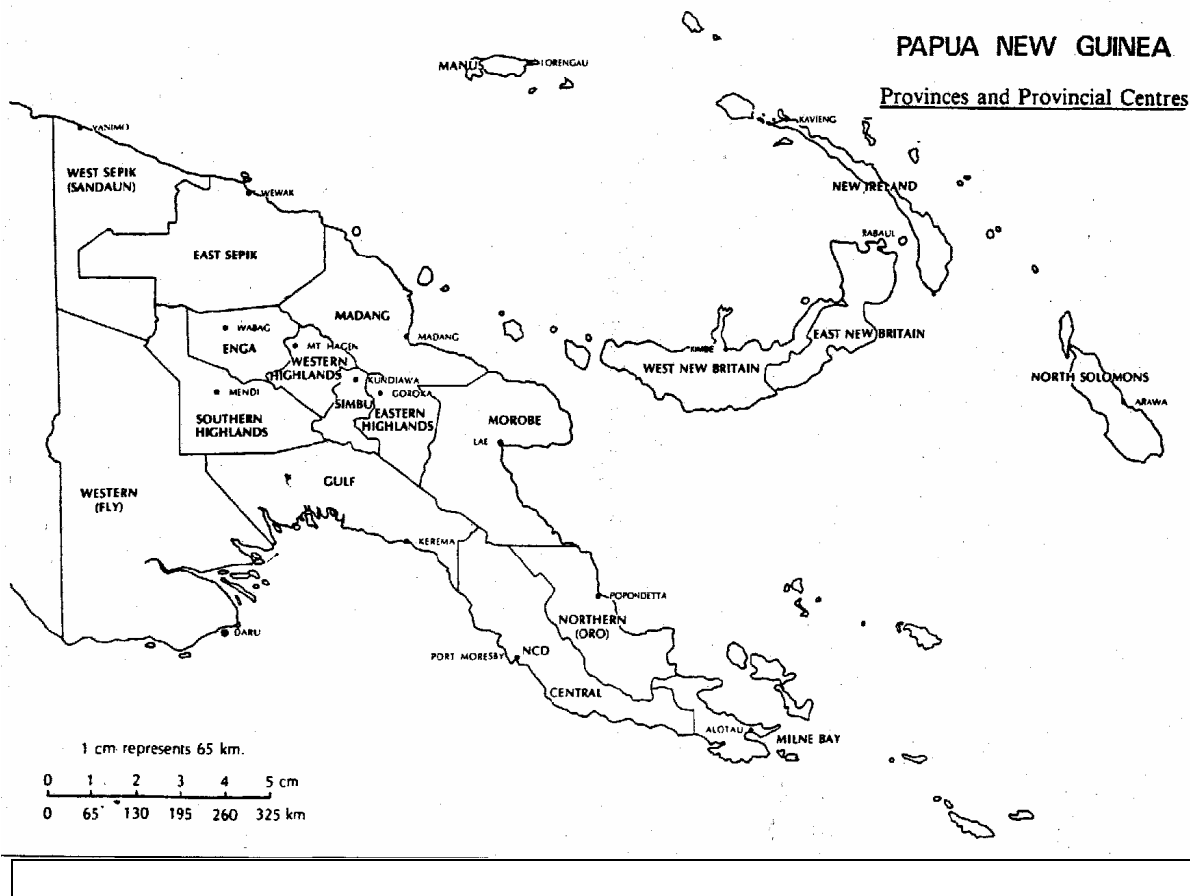 PAPUA NEW GUINEA
Provinces and Provincial Centres
MANUS
LORENGAU
KAVIENG
VANIMO
WEST SEPIK
(SANDAUN)
WEWAK
NEW IRELAND
RABAUL
EAST SEPIK
MADANG
MADANG
WABAG
ENGA
MT HAGEN
WESTERN
HIGHLANDS
KUNDIAWA
GOROKA
MENDI
SIMBU
EASTERN
HIGHLANDS
SOUTHERN
HIGHLANDS
MOROBE
LAE
KIMBE
WEST NEW BRITAIN
EAST NEW BRITAIN
NORTH SOLOMONS
ARAWA
GULF
WESTERN
(FLY)
KEREMA
POPONDETTA
NORTHERN
(ORO)
DARU
PORT MORESBY
NCD
CENTRAL
ALOTAU
MILNE BAY
1 cm represents 65 km.
0 1 2 3 4 5 cm
0 65 130 195 260 325 km